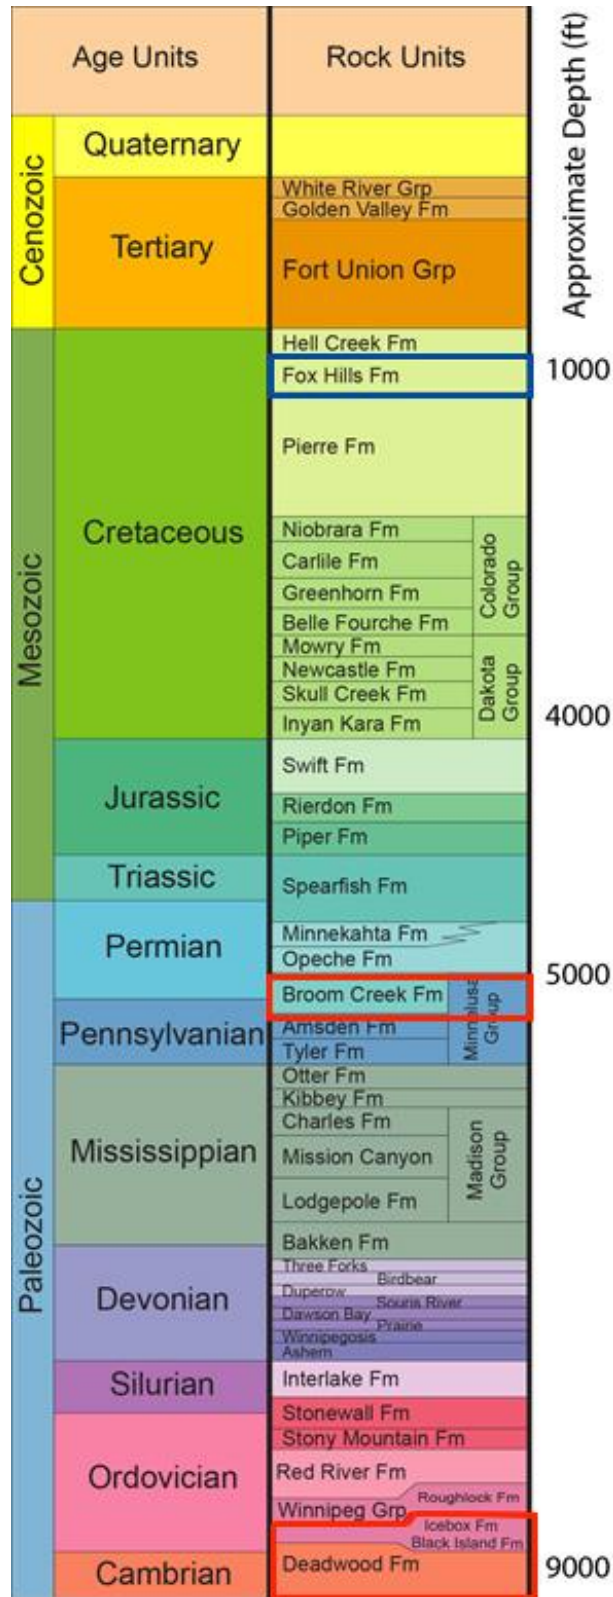 Age Units
Rock Units
Approximate Depth (ft)
Cenozoic
Quaternary
Tertiary
White River Grp
Golden Valley Fm
Fort Union Grp
Mesozoic
Cretaceous
Hell Creek Fm
Fox Hills Fm
1000
Pierre Fm
Niobrara Fm
Carlile Fm
Greenhorn Fm
Belle Fourche Fm
Colorado
Group
Mowry Fm
Newcastle Fm
Skull Creek Fm
Inyan Kara Fm
Dakota
Group
4000
Jurassic
Swift Fm
Rierdon Fm
Piper Fm
Triassic
Spearfish Fm
Paleozoic
Permian
Minnekahta Fm
Opeche Fm
5000
Broom Creek Fm
Pennsylvanian
Amsden Fm
Tyler Fm
Minnelusa
Group
Mississippian
Otter Fm
Kibbey Fm
Charles Fm
Mission Canyon
Lodgepole Fm
Madison
Group
Bakken Fm
Devonian
Three Forks
Birdbear
Duperow
Souris River
Dawson Bay
Prairie
Winnipegosis
Ashern
Silurian
Interlake Fm
Ordovician
Stonewall Fm
Stony Mountain Fm
Red River Fm
Winnipeg Grp
Roughlock Fm
Icebox Fm
Black Island Fm
Cambrian
Deadwood Fm
9000